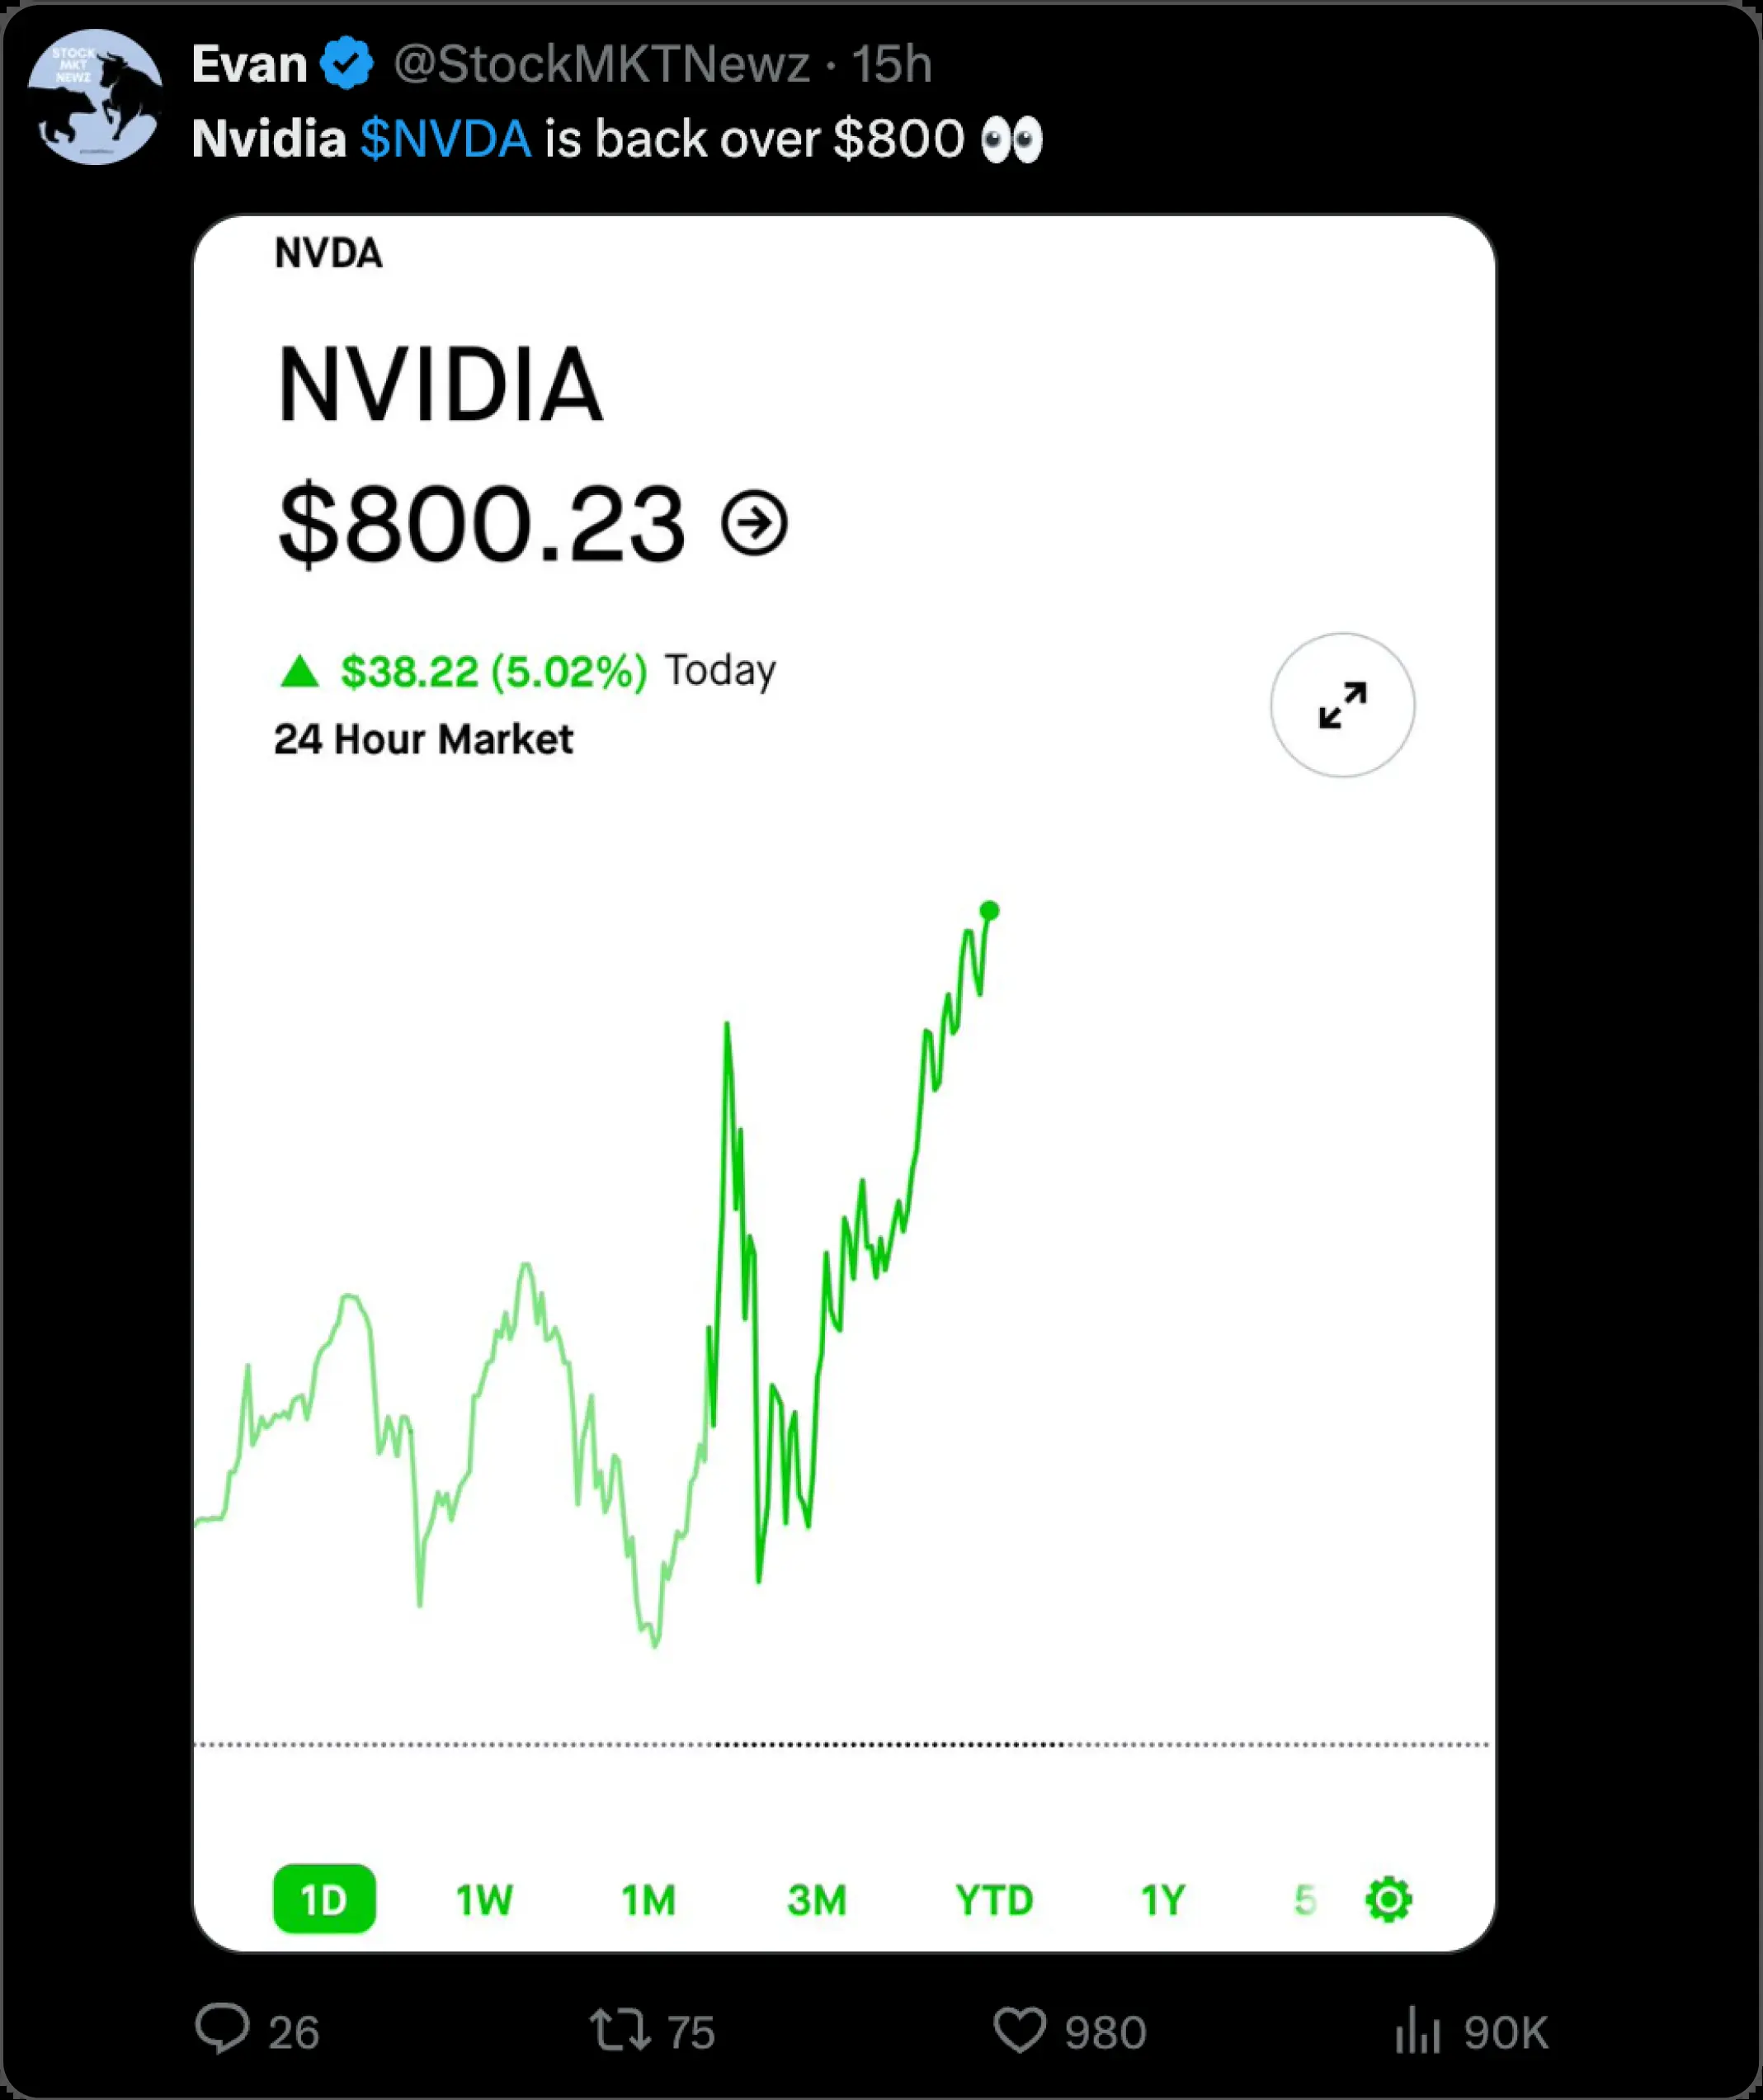 STOCK
MKT
NEWZ
Evan @StockMKTNewz · 15h
Nvidia $NVDA is back over $800 👀
NVDA
NVIDIA
$800.23
$38.22 (5.02%) Today
24 Hour Market
1D 1W 1M 3M YTD 1Y 5
26 75 980 90K